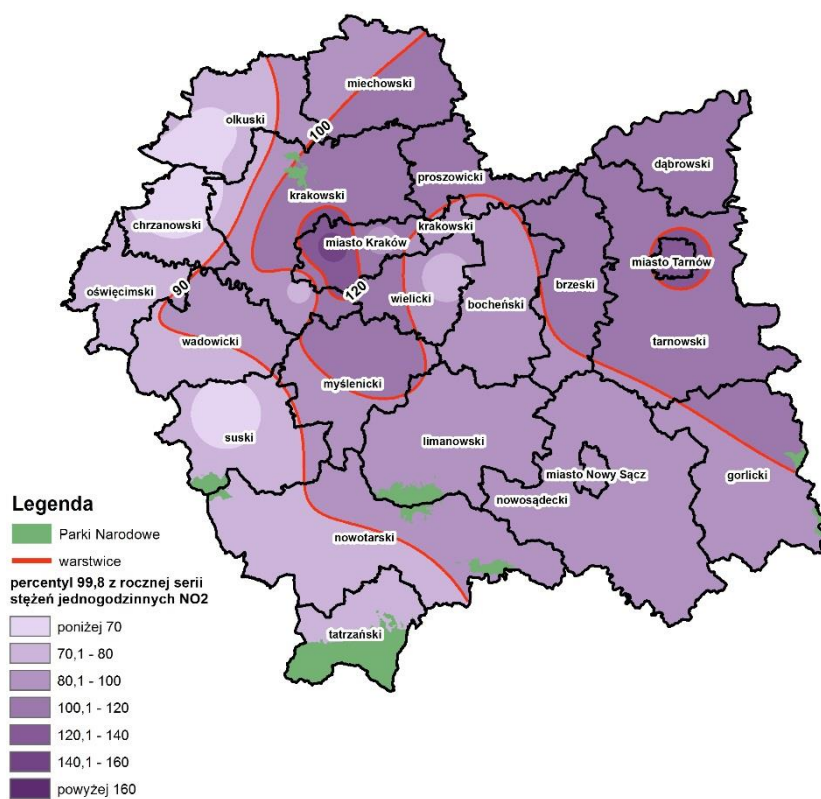 miechowski
olkuski
100
dąbrowski
proszowicki
krakowski
chrzanowski
krakowski
miasto Kraków
miasto Tarnów
oświęcimski
90
120
wielicki
bocheński
brzeski
wadowicki
tarnowski
myślenicki
suski
limanowski
miasto Nowy Sącz
gorlicki
nowosądecki
nowotarski
tatrzański
Legenda
Parki Narodowe
warstwice
percentyl 99,8 z rocznej serii
stężeń jednogodzinnych NO2
poniżej 70
70,1 - 80
80,1 - 100
100,1 - 120
120,1 - 140
140,1 - 160
powyżej 160